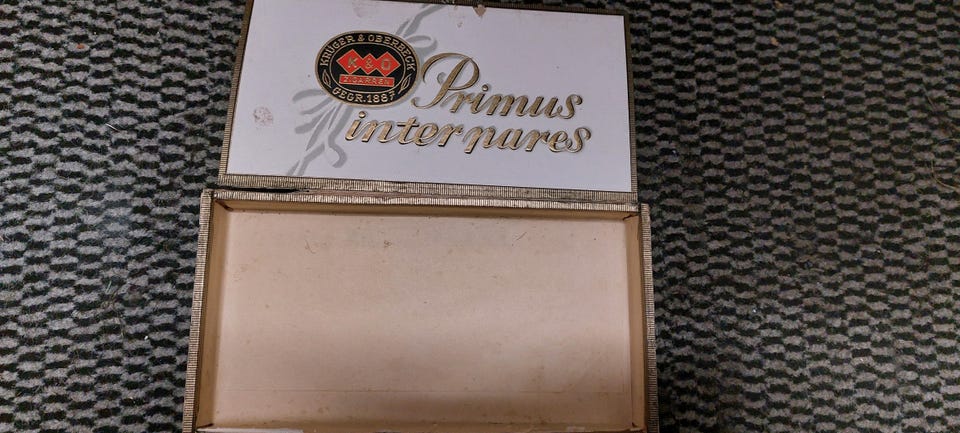 KRÜGER & OBERBECK
K & O
ZIGARREN
GEGR. 1887
Primus
inter pares